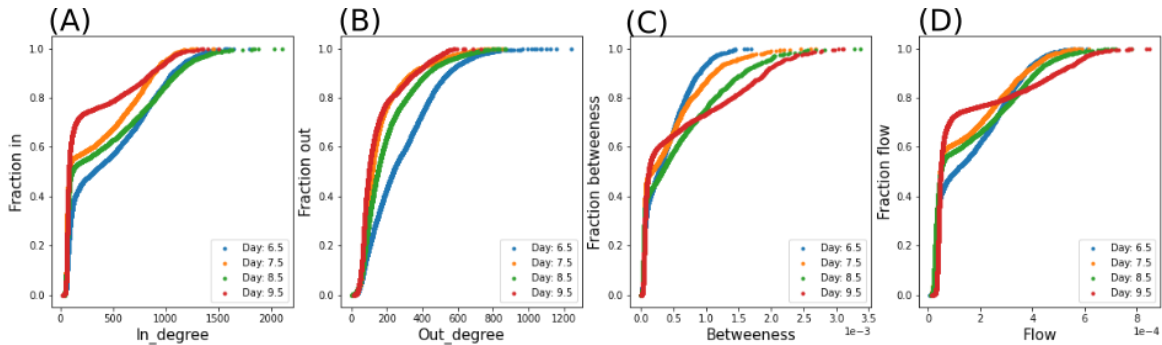 (A)
Fraction in
1.0
0.8
0.6
0.4
0.2
0.0
0
500
1000
1500
2000
In_degree
Day: 6.5
Day: 7.5
Day: 8.5
Day: 9.5
(B)
Fraction out
1.0
0.8
0.6
0.4
0.2
0.0
0
200
400
600
800
1000
1200
Out_degree
Day: 6.5
Day: 7.5
Day: 8.5
Day: 9.5
(C)
Fraction betweeness
1.0
0.8
0.6
0.4
0.2
0.0
0.0
0.5
1.0
1.5
2.0
2.5
3.0
3.5
1e−3
Betweeness
Day: 6.5
Day: 7.5
Day: 8.5
Day: 9.5
(D)
Fraction flow
1.0
0.8
0.6
0.4
0.2
0.0
0
2
4
6
8
1e−4
Flow
Day: 6.5
Day: 7.5
Day: 8.5
Day: 9.5